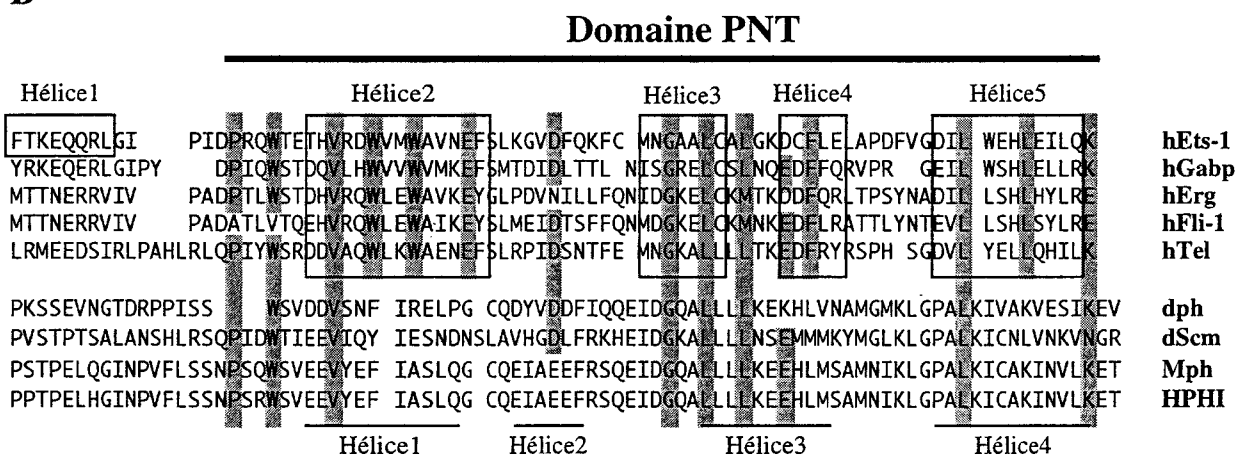 Domaine PNT
Hélice1 Hélice2 Hélice3 Hélice4 Hélice5
FTKEQQRLGI PIDPRQWTETHVRDWVMWAVNEFSLKGVDFQKFC MNGAALCALGKDCFLELAPDFVGDIL WEHLEILQK hEts-1
YRKEQERLGIPY DPIQWSTDQVLHWVVWVMKEFSMTDIDLTTL NISGRELCSLNQEDFFQRVPR GEIL WSHLELLRK hGabp
MTTNERRVIV PADPTLWSTDHVRQWLEWAVKEYGLPDVNILLFQNIDGKELCKMTKDDFQRLTPSYNADIL LSHLHYLRE hErg
MTTNERRVIV PADATLVTQEHVRQWLEWAIKEYSLMEIDTSFFQNMDGKELCKMNKEDFLRATTLYNTEVL LSHLSYLRE hFli-1
LRMEEDSIRLPAHLRLQPIYWSRDDVAQWLKWAENEFSLRPIDSNTFE MNGKALLLLTKEDFRYRSPH SGDVL YELLQHILK hTel
PKSSEVNGTDRPPISS WSVDDVSNF IRELPG CQDYVDDFIQQEIDGQALLLLKEKHLVNAMGMKLGPALKIVAKVESIKEV dph
PVSTPTSALANSHLRSQPIDWTIEEVIQY IESNDNSLAVHGDLFRKHEIDGKALLLLNSEMMMKYMGLKLGPALKICNLVNKVNGR dScm
PSTPELQGINPVFLSSNPSQWSVEEVYEF IASLQG CQEIAEEFRSQEIDGQALLLLKEEHLMSAMNIKLGPALKICAKINVLKET Mph
PPTPELHGINPVFLSSNPSRWSVEEVYEF IASLQG CQEIAEEFRSQEIDGQALLLLKEEHLMSAMNIKLGPALKICAKINVLKET HPHI
Hélice1 Hélice2 Hélice3 Hélice4